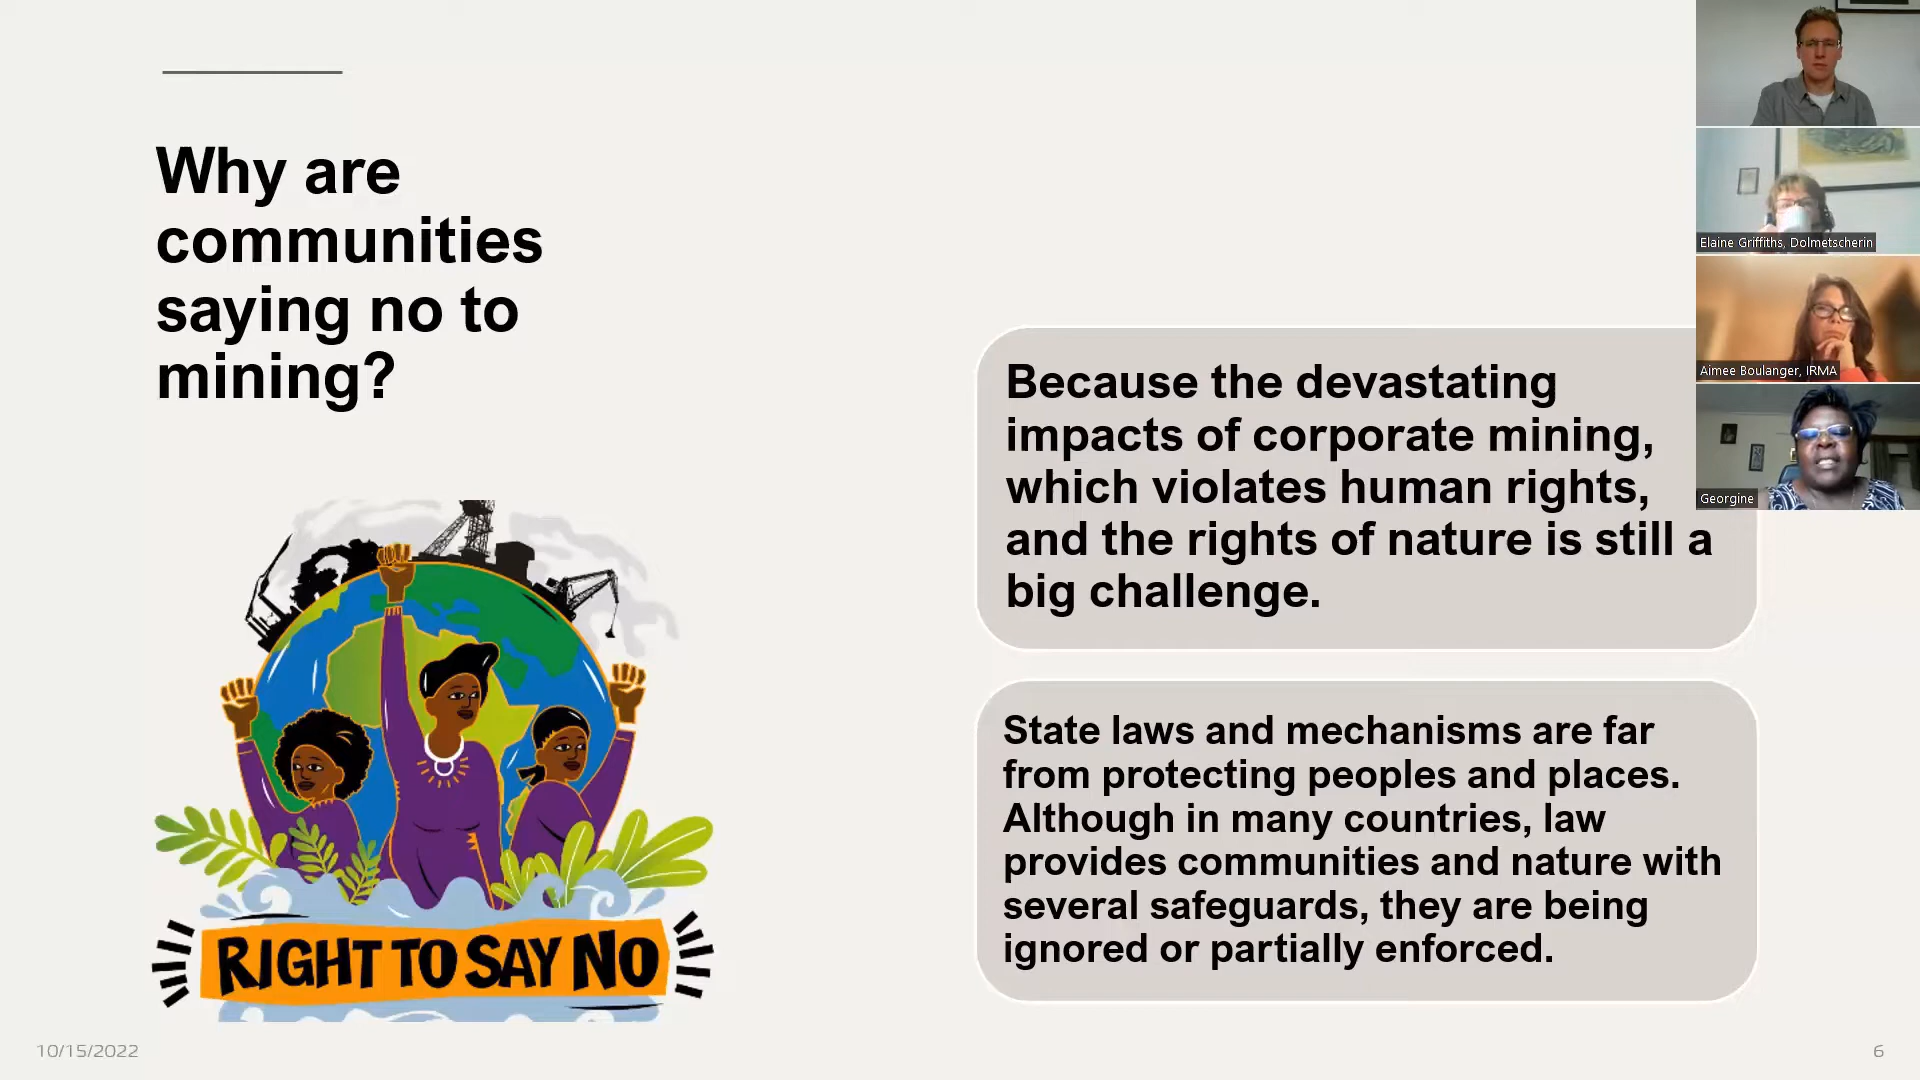 Why are
communities
saying no to
mining?
RIGHT TO SAY NO
Because the devastating
impacts of corporate mining,
which violates human rights,
and the rights of nature is still a
big challenge.
State laws and mechanisms are far
from protecting peoples and places.
Although in many countries, law
provides communities and nature with
several safeguards, they are being
ignored or partially enforced.
Elaine Griffiths, Dolmetscherin
Aimee Boulanger, IRMA
Georgine
10/15/2022
6